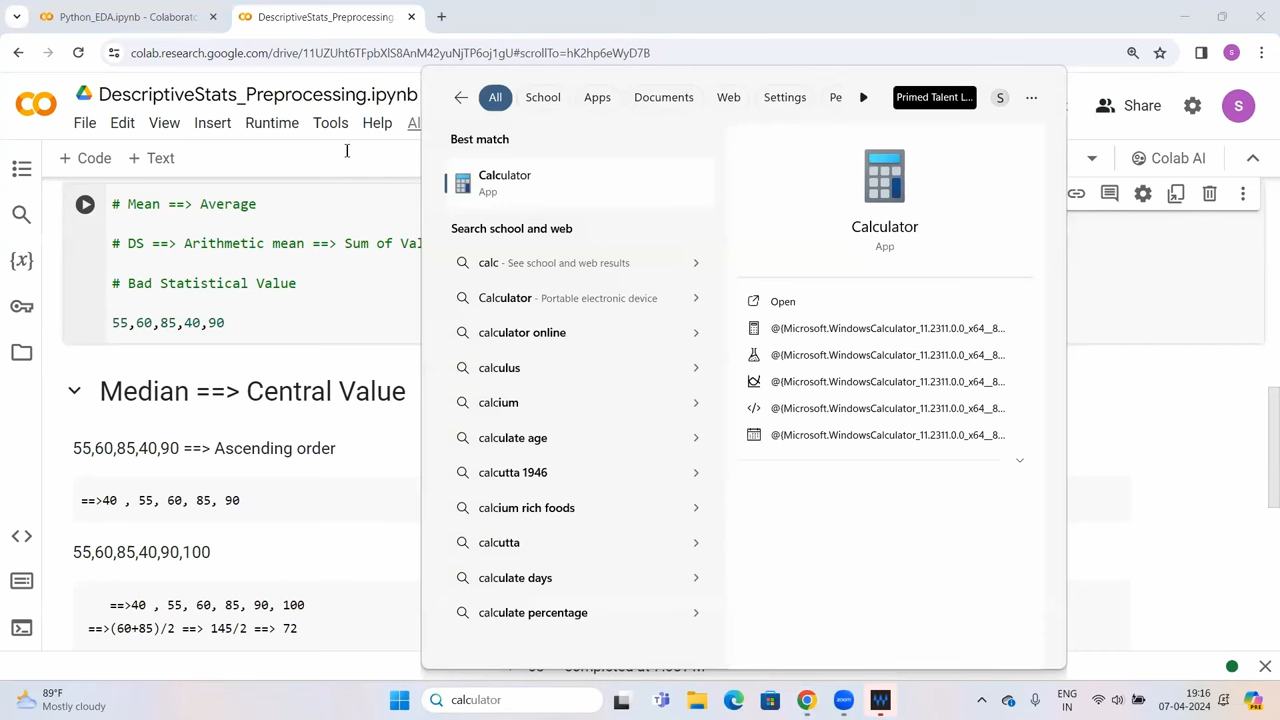 Python_EDA.ipynb - Colaborato
DescriptiveStats_Preprocessing
colab.research.google.com/drive/11UZUht6TFpbXlS8AnM42yuNjTP6oj1gU#scrollTo=hK2hp6eWyD7B
S
DescriptiveStats_Preprocessing.ipynb
File Edit View Insert Runtime Tools Help
Share
S
+ Code + Text
Colab AI
# Mean ==> Average
# DS ==> Arithmetic mean ==> Sum of Val
# Bad Statistical Value
55,60,85,40,90
Median ==> Central Value
55,60,85,40,90 ==> Ascending order
==>40 , 55, 60, 85, 90
55,60,85,40,90,100
==>40 , 55, 60, 85, 90, 100
==>(60+85)/2 ==> 145/2 ==> 72
{x}
All School Apps Documents Web Settings Pe
Primed Talent L...
S
Best match
Calculator
App
Search school and web
calc - See school and web results
Calculator - Portable electronic device
calculator online
calculus
calcium
calculate age
calcutta 1946
calcium rich foods
calcutta
calculate days
calculate percentage
Calculator
App
Open
@{Microsoft.WindowsCalculator_11.2311.0.0_x64__8...
@{Microsoft.WindowsCalculator_11.2311.0.0_x64__8...
@{Microsoft.WindowsCalculator_11.2311.0.0_x64__8...
@{Microsoft.WindowsCalculator_11.2311.0.0_x64__8...
@{Microsoft.WindowsCalculator_11.2311.0.0_x64__8...
89°F
Mostly cloudy
calculator
ENG
IN
19:16
07-04-2024